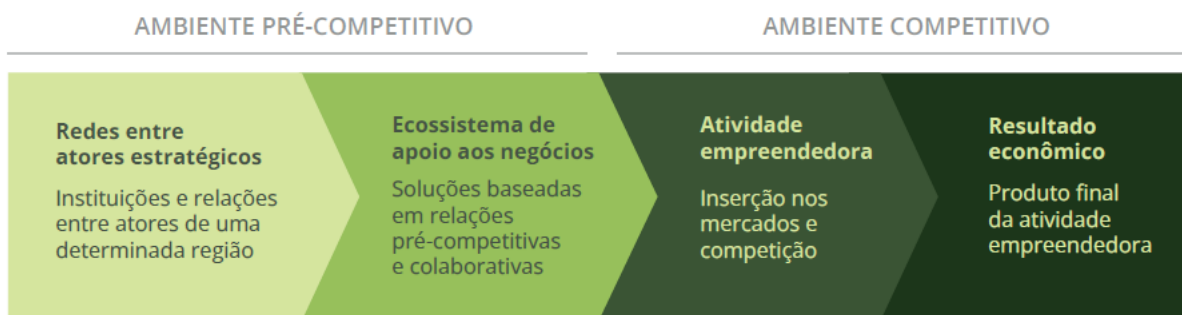 AMBIENTE PRÉ-COMPETITIVO
AMBIENTE COMPETITIVO
Redes entre
atores estratégicos
Instituições e relações
entre atores de uma
determinada região
Ecossistema de
apoio aos negócios
Soluções baseadas
em relações
pré-competitivas
e colaborativas
Atividade
empreendedora
Inserção nos
mercados e
competição
Resultado
econômico
Produto final
da atividade
empreendedora